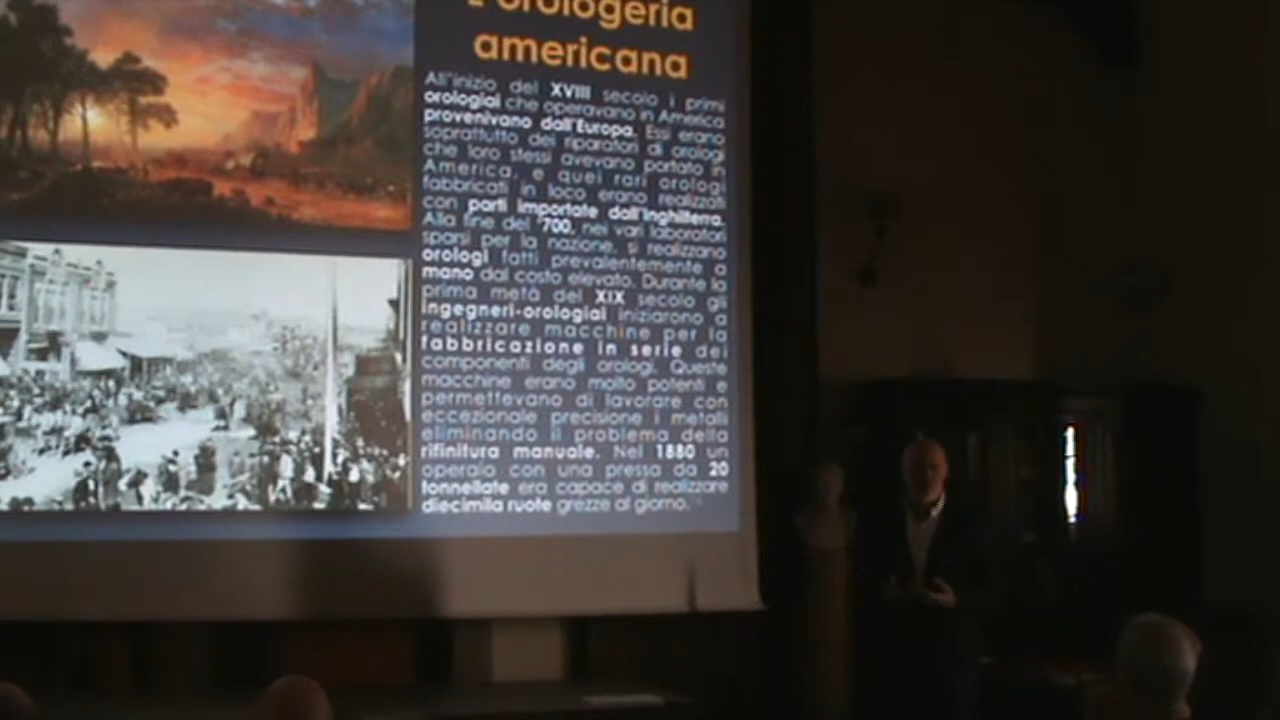 L'orologeria
americana
All'inizio del XVIII secolo i primi
orologiai che operavano in America
provenivano dall'Europa. Essi erano
soprattutto dei riparatori di orologi
che loro stessi avevano portato in
America, e quei rari orologi
fabbricati in loco erano realizzati
con parti importate dall'Inghilterra.
Alla fine del '700, nei vari laboratori
sparsi per la nazione, si realizzano
orologi fatti prevalentemente a
mano dal costo elevato. Durante la
prima metà del XIX secolo gli
ingegneri-orologiai iniziarono a
realizzare macchine per la
fabbricazione in serie dei
componenti degli orologi. Queste
macchine erano molto potenti e
permettevano di lavorare con
eccezionale precisione i metalli
eliminando il problema della
rifinitura manuale. Nel 1880 un
operaio con una pressa da 20
tonnellate era capace di realizzare
diecimila ruote grezze al giorno.